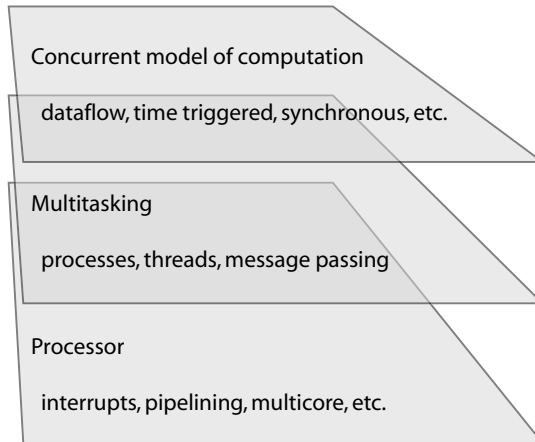 Concurrent model of computation
dataflow, time triggered, synchronous, etc.
Multitasking
processes, threads, message passing
Processor
interrupts, pipelining, multicore, etc.